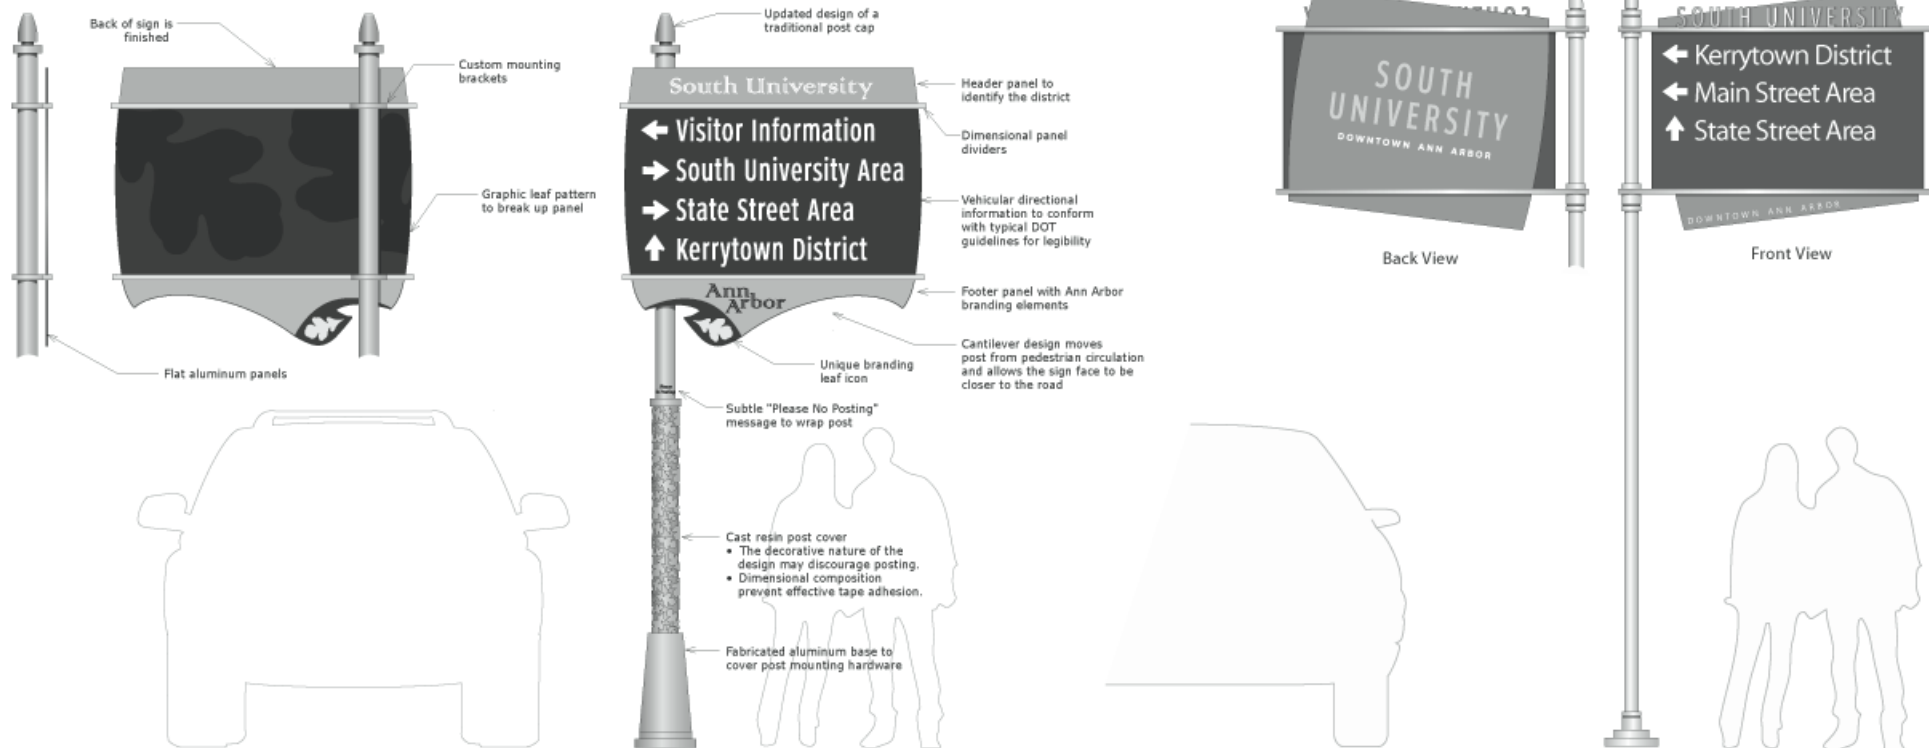 Back of sign is
finished
Custom mounting
brackets
Graphic leaf pattern
to break up panel
Flat aluminum panels
Updated design of a
traditional post cap
South University
Visitor Information
South University Area
State Street Area
Kerrytown District
Ann
Arbor
Header panel to
identify the district
Dimensional panel
dividers
Vehicular directional
information to conform
with typical DOT
guidelines for legibility
Footer panel with Ann Arbor
branding elements
Cantilever design moves
post from pedestrian circulation
and allows the sign face to be
closer to the road
Unique branding
leaf icon
Subtle "Please No Posting"
message to wrap post
Cast resin post cover
• The decorative nature of the
design may discourage posting.
• Dimensional composition
prevent effective tape adhesion.
Fabricated aluminum base to
cover post mounting hardware
SOUTH
UNIVERSITY
DOWNTOWN ANN ARBOR
Back View
SOUTH UNIVERSITY
Kerrytown District
Main Street Area
State Street Area
DOWNTOWN ANN ARBOR
Front View